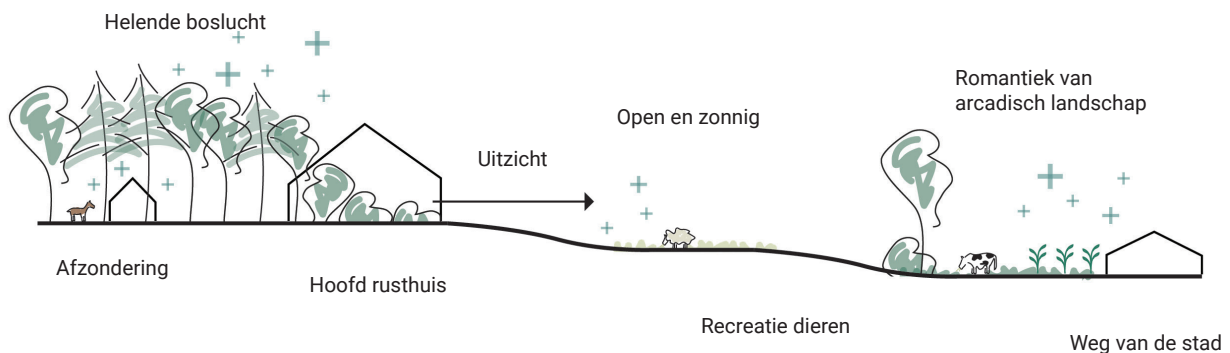 Helende boslucht
Romantiek van
arcadisch landschap
Open en zonnig
Uitzicht
Afzondering
Hoofd rusthuis
Recreatie dieren
Weg van de stad